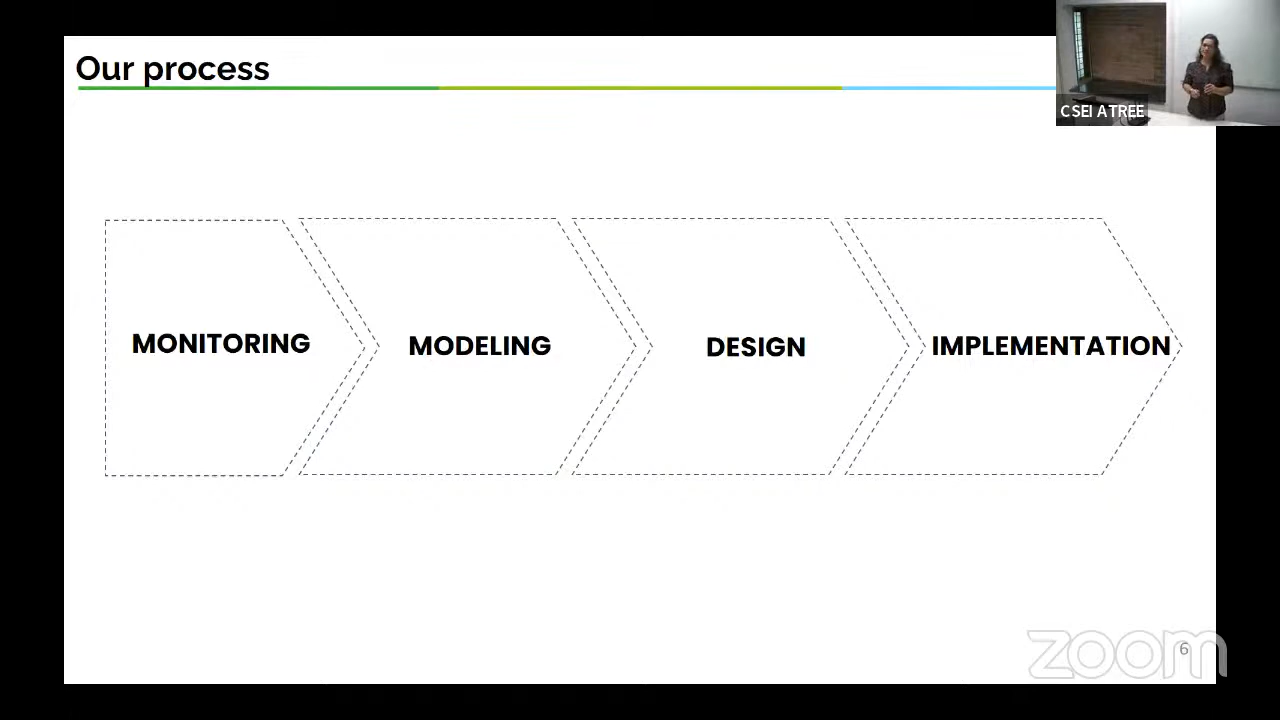 Our process
CSEI ATREE
MONITORING
MODELING
DESIGN
IMPLEMENTATION
zoom
6